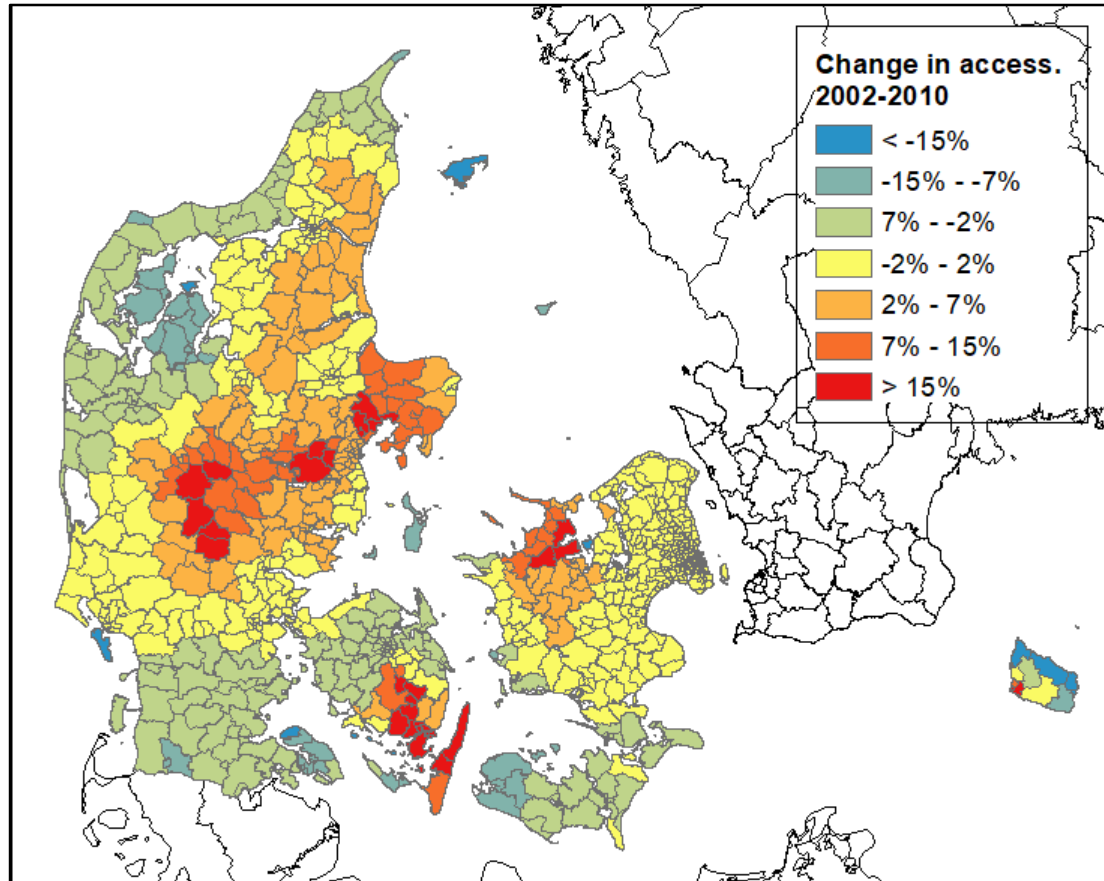 Change in access.
2002-2010
< -15%
-15% - -7%
7% - -2%
-2% - 2%
2% - 7%
7% - 15%
> 15%